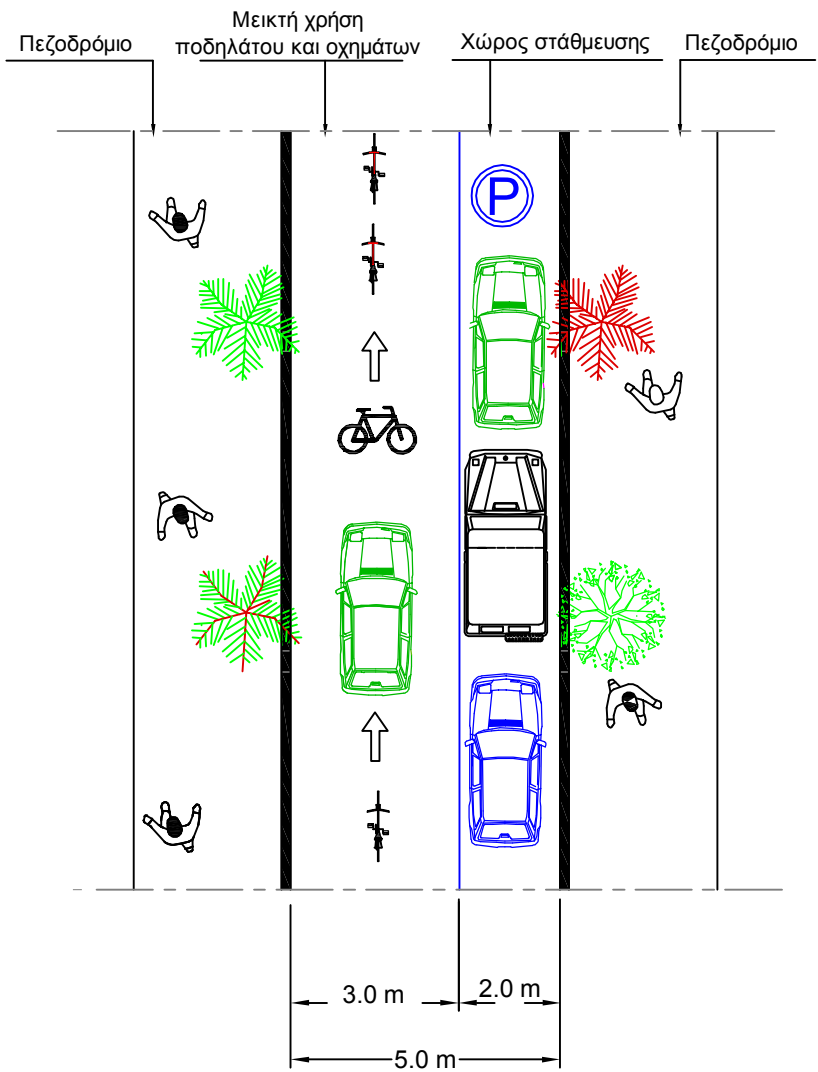 Πεζοδρόμιο
Μεικτή χρήση
ποδηλάτου και οχημάτων
Χώρος στάθμευσης
Πεζοδρόμιο
P
3.0 m
2.0 m
5.0 m